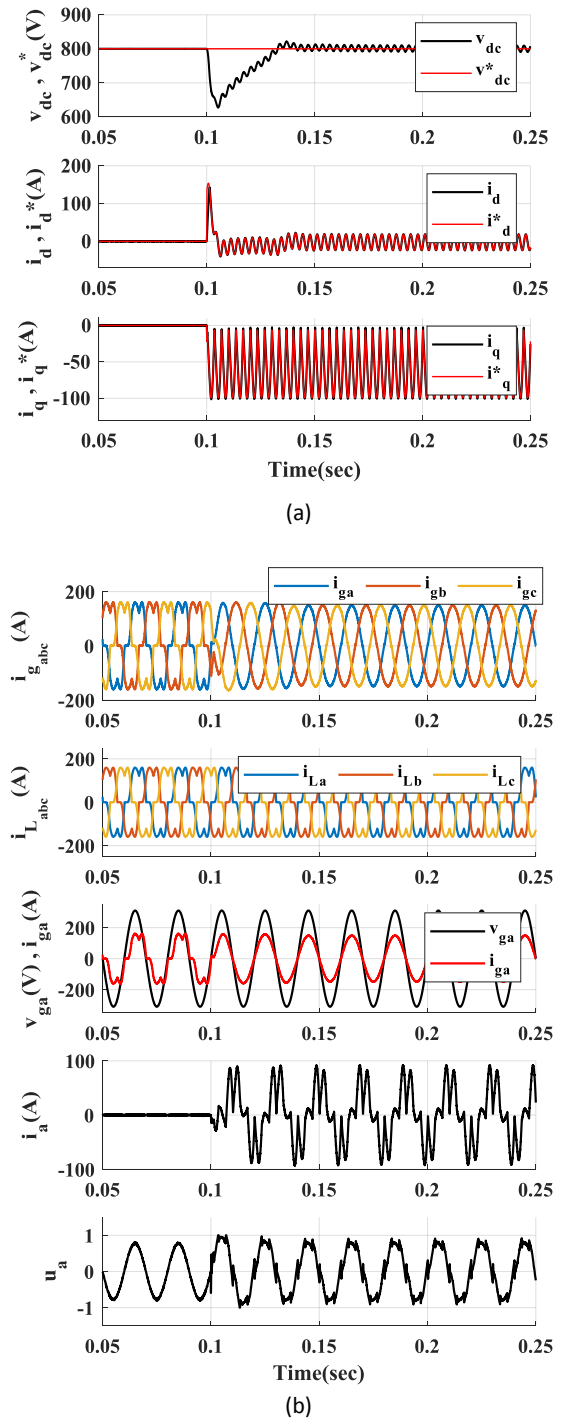 v_dc , v*_dc(V)
900
800
700
600
0.05 0.1 0.15 0.2 0.25
v_dc
v*_dc
i_d , i_d*(A)
200
100
0
0.05 0.1 0.15 0.2 0.25
i_d
i*_d
i_q , i_q*(A)
0
-50
-100
0.05 0.1 0.15 0.2 0.25
i_q
i*_q
Time(sec)
(a)
i_g_abc (A)
200
0
-200
0.05 0.1 0.15 0.2 0.25
i_ga i_gb i_gc
i_L_abc (A)
200
0
-200
0.05 0.1 0.15 0.2 0.25
i_La i_Lb i_Lc
v_ga(V) , i_ga(A)
200
0
-200
0.05 0.1 0.15 0.2 0.25
v_ga
i_ga
i_a(A)
100
0
-100
0.05 0.1 0.15 0.2 0.25
u_a
1
0
-1
0.05 0.1 0.15 0.2 0.25
Time(sec)
(b)